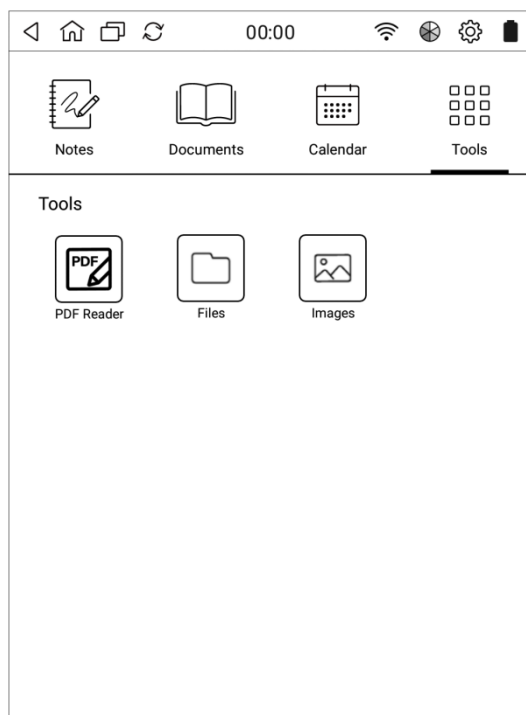 00:00
Notes Documents Calendar Tools
Tools
PDF
PDF Reader Files Images